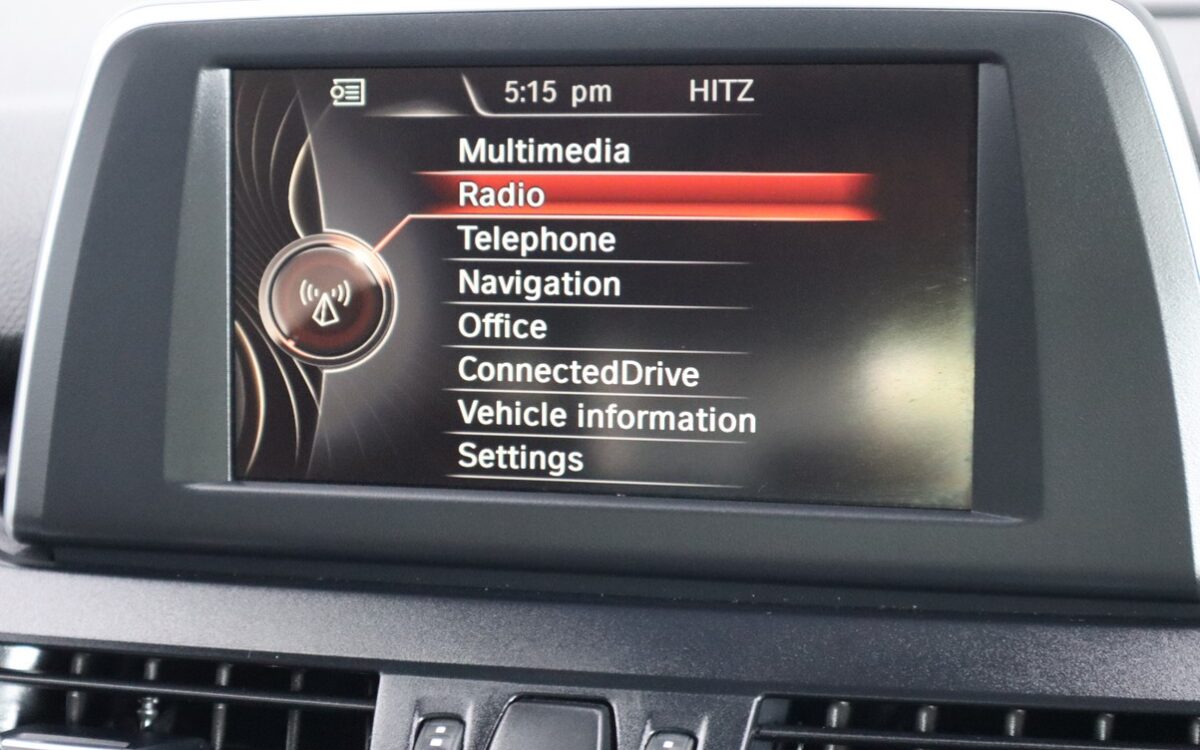 5:15 pm HITZ
Multimedia
Radio
Telephone
Navigation
Office
ConnectedDrive
Vehicle information
Settings